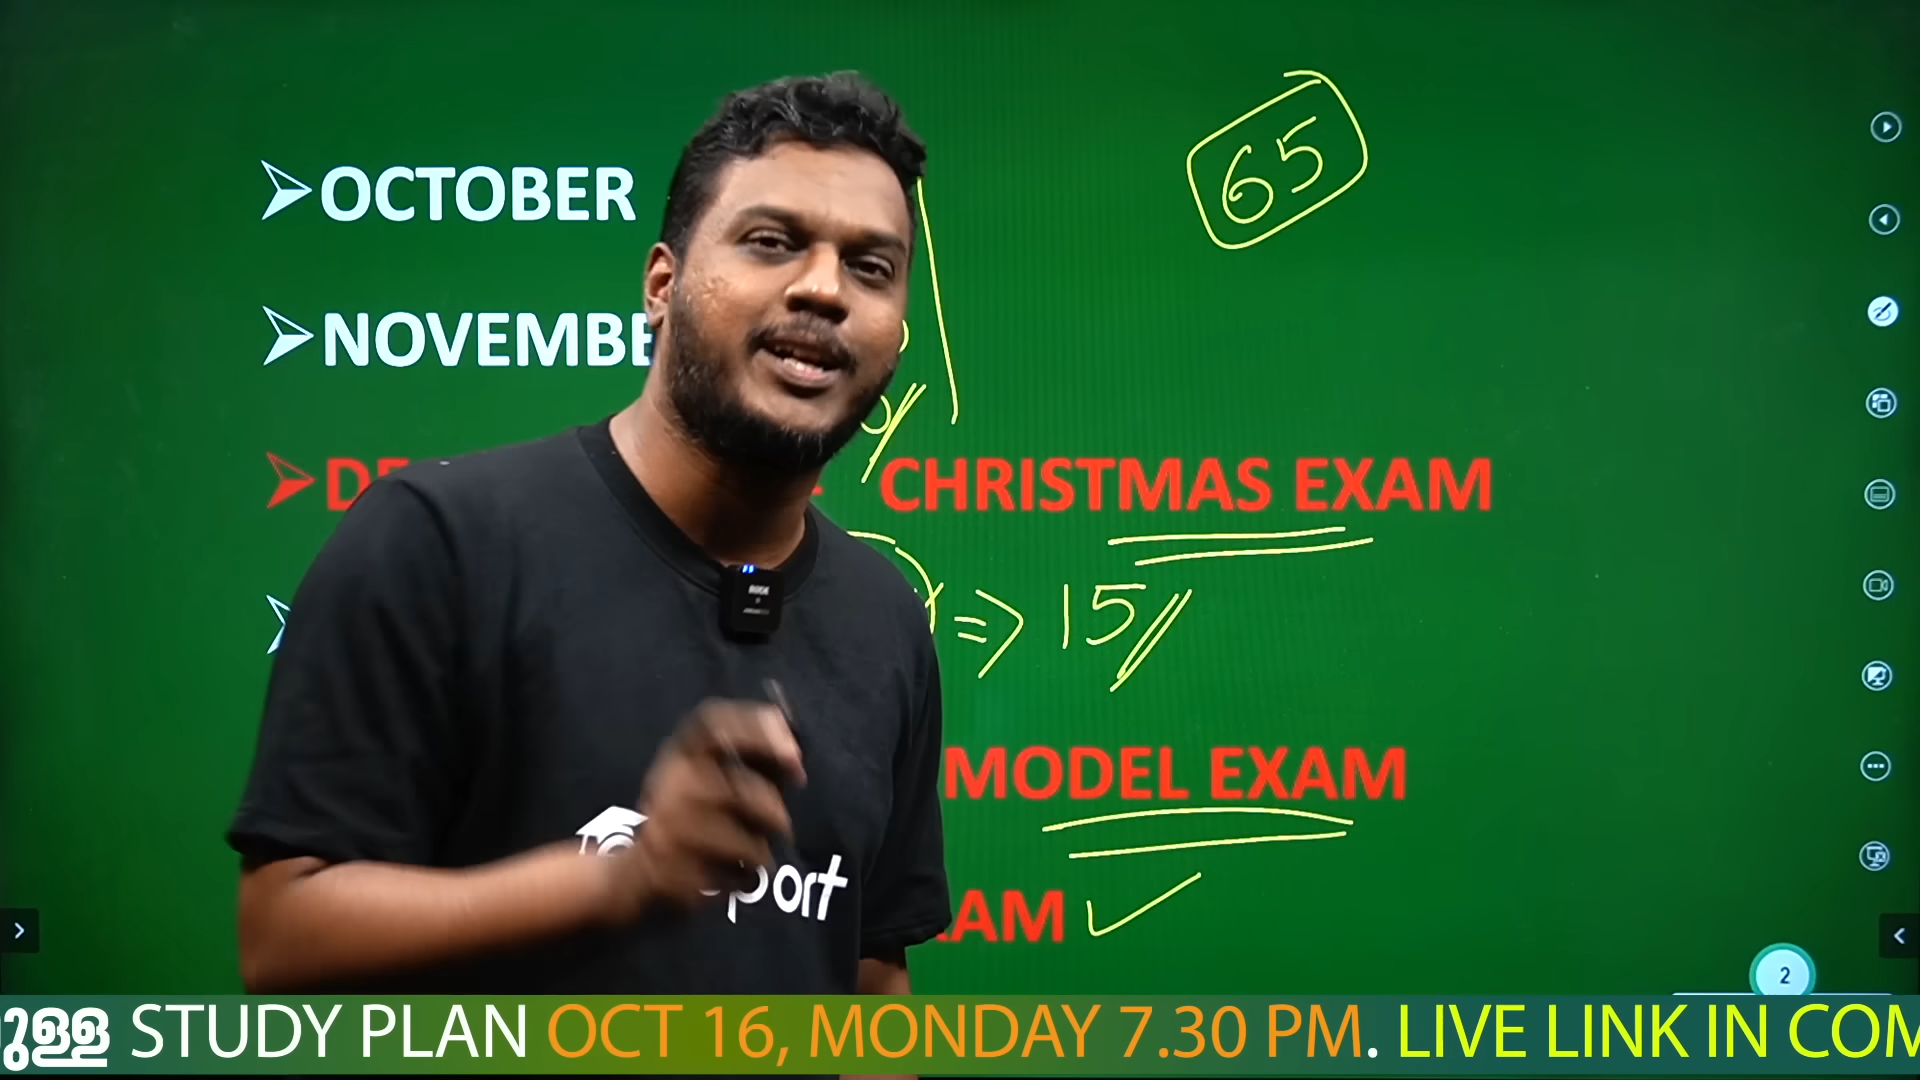 OCTOBER
65
NOVEMBE
CHRISTMAS EXAM
=> 15
MODEL EXAM
AM
port
2
STUDY PLAN OCT 16, MONDAY 7.30 PM. LIVE LINK IN COM